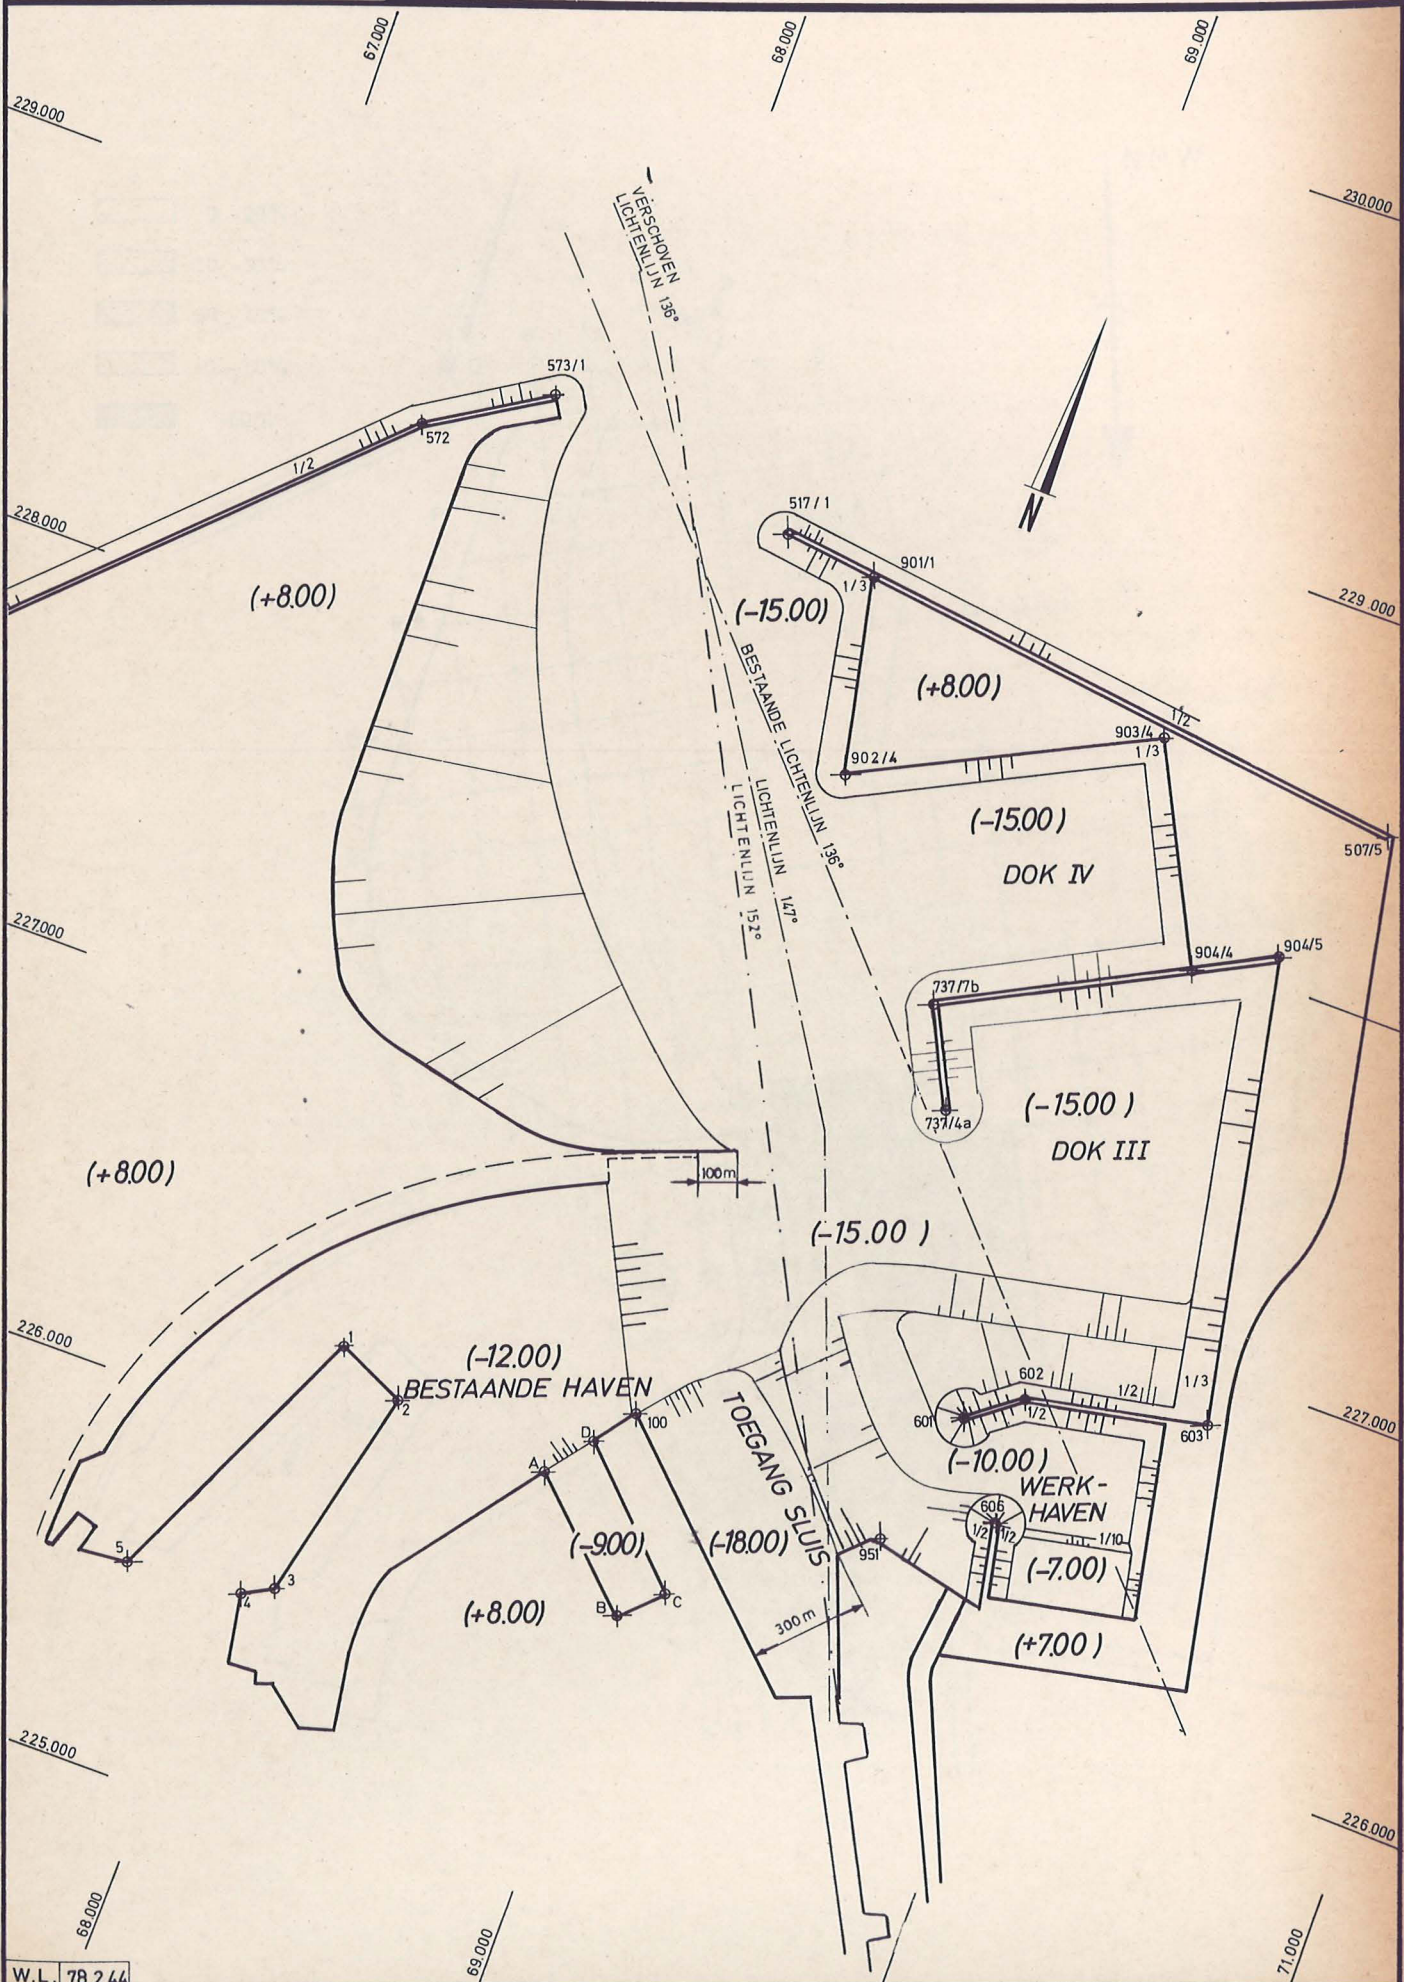 67.000
68.000
69.000
229.000
230.000
VERSCHOVEN
LICHTENLIJN 136°
573/1
572
1/2
N
228.000
517/1
901/1
1/3
(+8.00)
(-15.00)
229.000
BESTAANDE LICHTENLIJN 136°
(+8.00)
1/2
903/4
1/3
902/4
LICHTENLIJN 147°
LICHTENLIJN 152°
(-15.00)
507/5
DOK IV
227.000
904/4
904/5
737/7b
(-15.00)
737/4a
DOK III
(+8.00)
100m
(-15.00)
226.000
1
(-12.00)
BESTAANDE HAVEN
2
602
1/2
1/3
601
1/2
603
227.000
100
D
A
TOEGANG SLUIS
(-10.00)
WERK-
HAVEN
606
1/2
1/2
1/10
5
(-9.00)
(-18.00)
951
(-7.00)
3
4
B
C
(+8.00)
300m
(+7.00)
225.000
226.000
68.000
69.000
71.000
W.L. 78.2.44